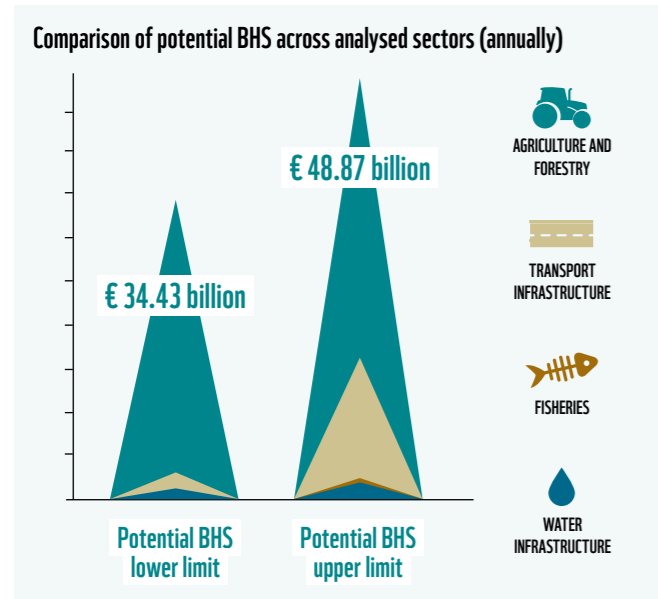 Comparison of potential BHS across analysed sectors (annually)
€ 34.43 billion
€ 48.87 billion
Potential BHS
lower limit
Potential BHS
upper limit
AGRICULTURE AND
FORESTRY
TRANSPORT
INFRASTRUCTURE
FISHERIES
WATER
INFRASTRUCTURE